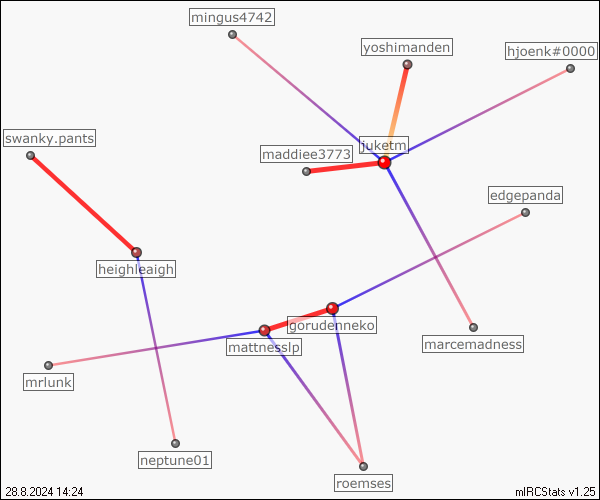 mingus4742
yoshimanden
hjoenk#0000
swanky.pants
juketm
maddiee3773
edgepanda
heighleaigh
gorudenneko
mattnesslp
marcemadness
mrlunk
neptune01
roemses
28.8.2024 14:24
mIRCStats v1.25